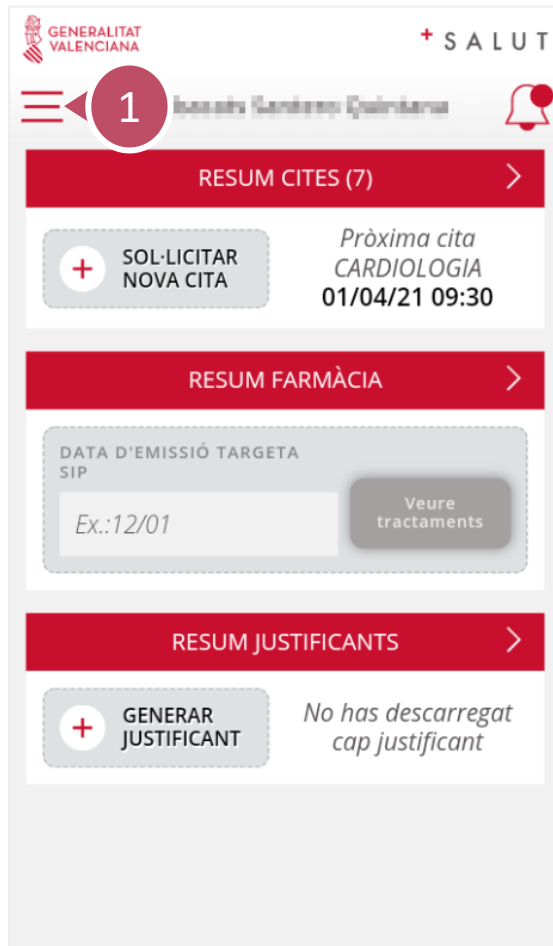 GENERALITAT
VALENCIANA
+ SALUT
1
RESUM CITES (7)
SOL·LICITAR
NOVA CITA
Pròxima cita
CARDIOLOGIA
01/04/21 09:30
RESUM FARMÀCIA
DATA D'EMISSIÓ TARGETA
SIP
Ex.:12/01
Veure
tractaments
RESUM JUSTIFICANTS
GENERAR
JUSTIFICANT
No has descarregat
cap justificant